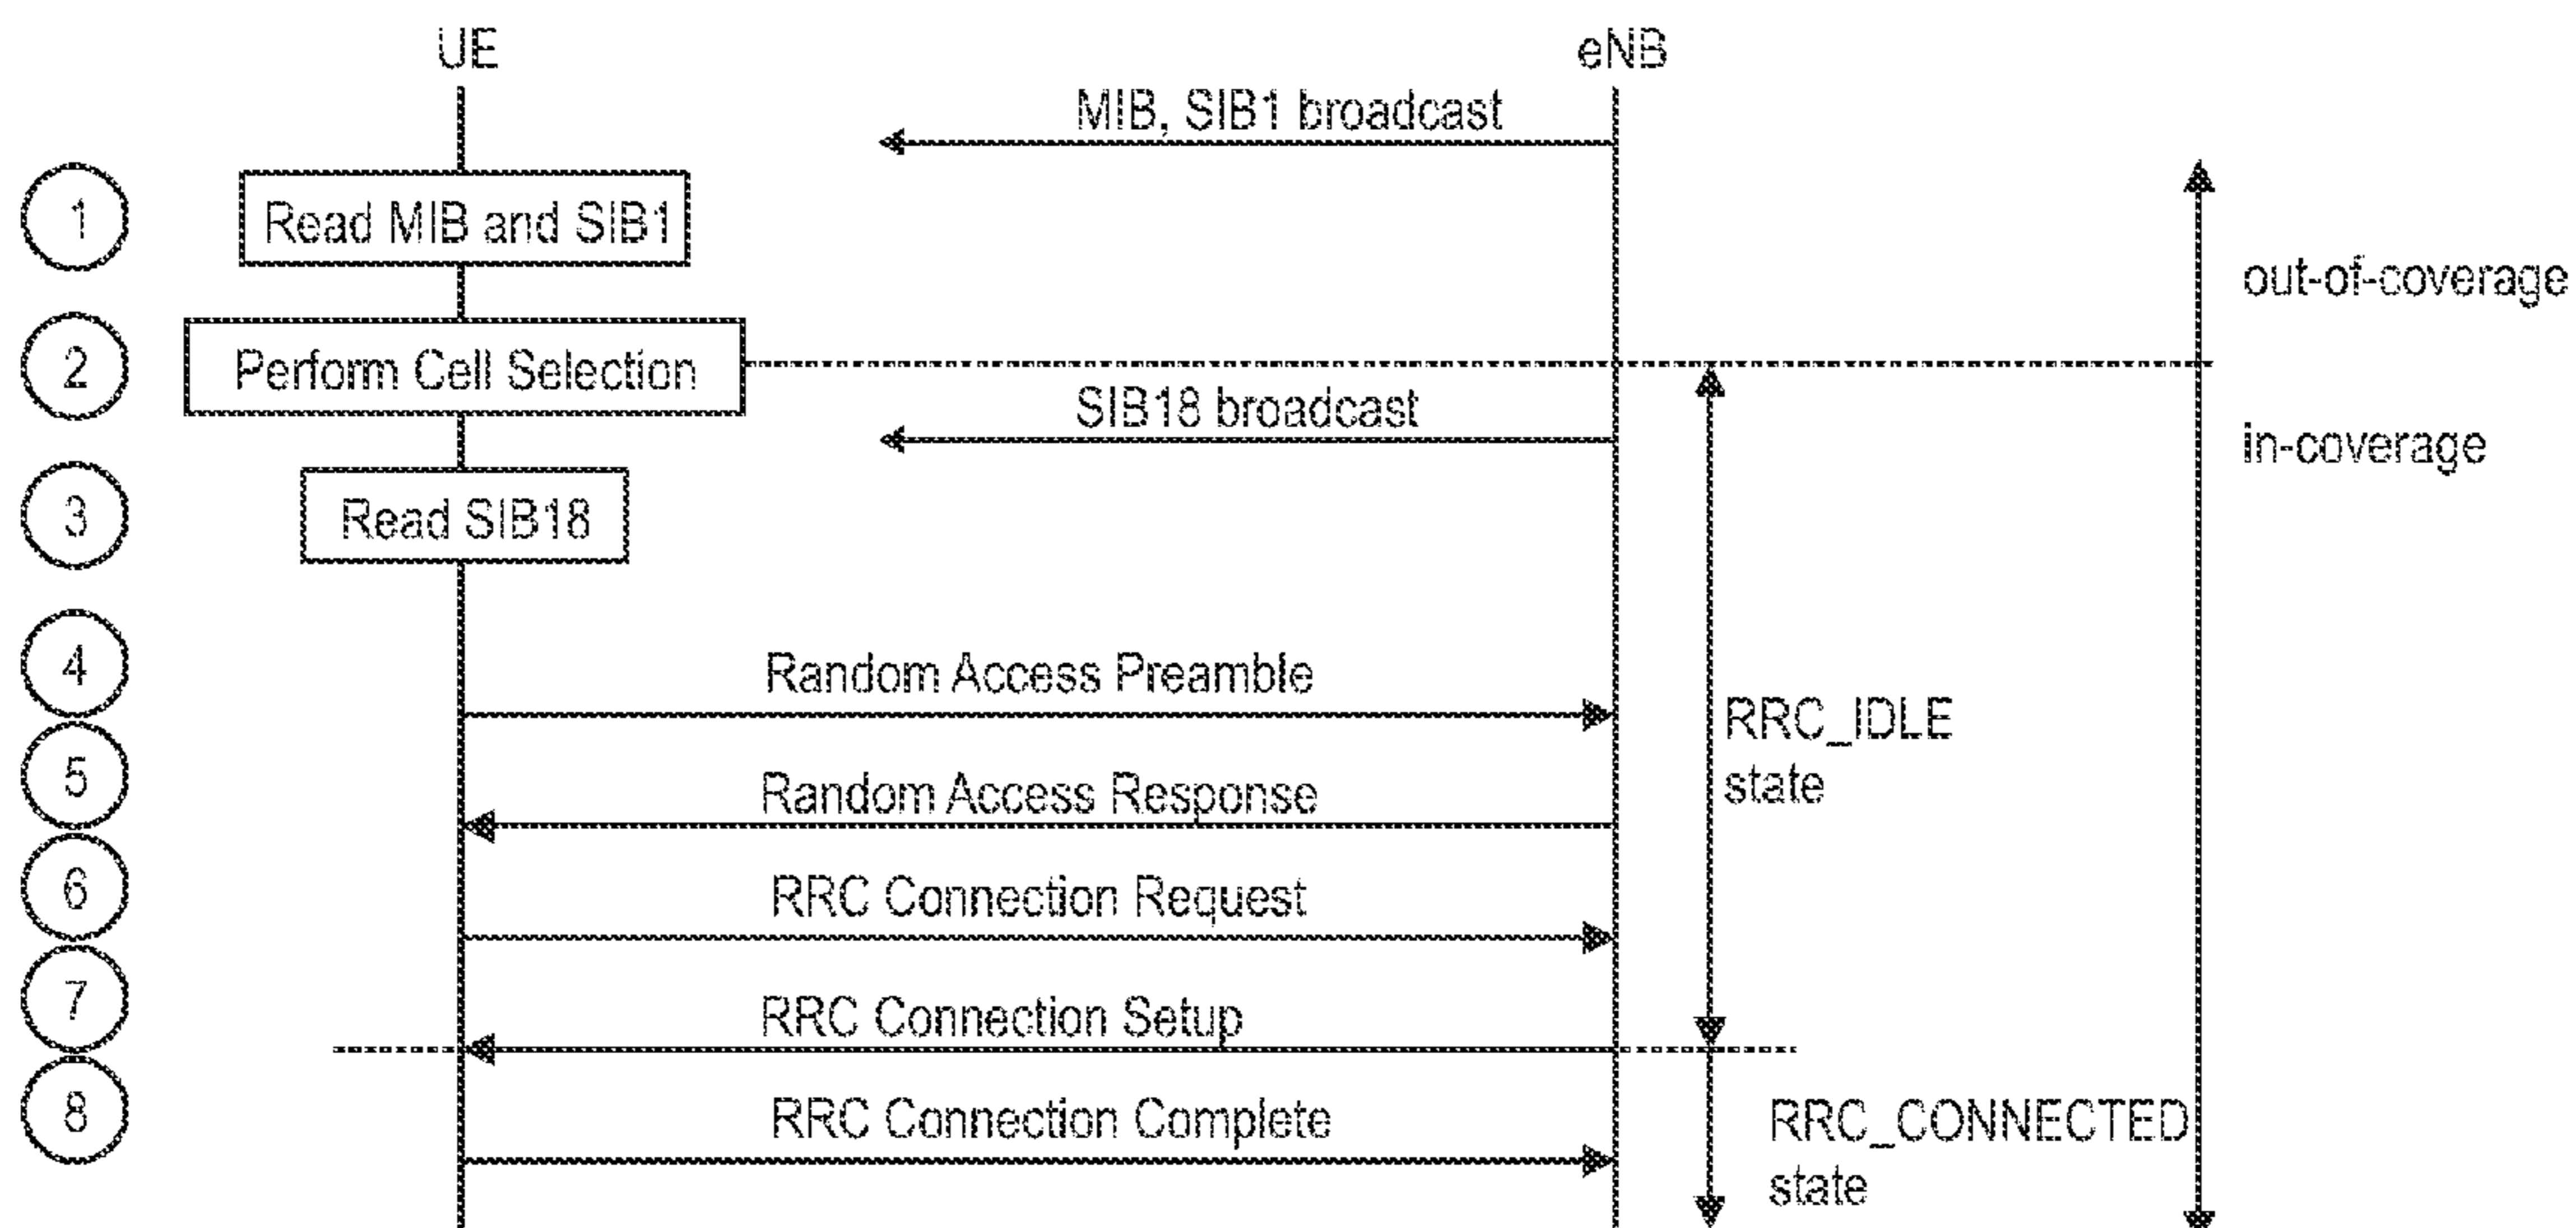 UE
eNB
MIB, SIB1 broadcast
1
Read MIB and SIB1
out-of-coverage
2
Perform Cell Selection
SIB18 broadcast
in-coverage
3
Read SIB18
4
Random Access Preamble
RRC_IDLE
state
5
Random Access Response
6
RRC Connection Request
7
RRC Connection Setup
8
RRC Connection Complete
RRC_CONNECTED
state